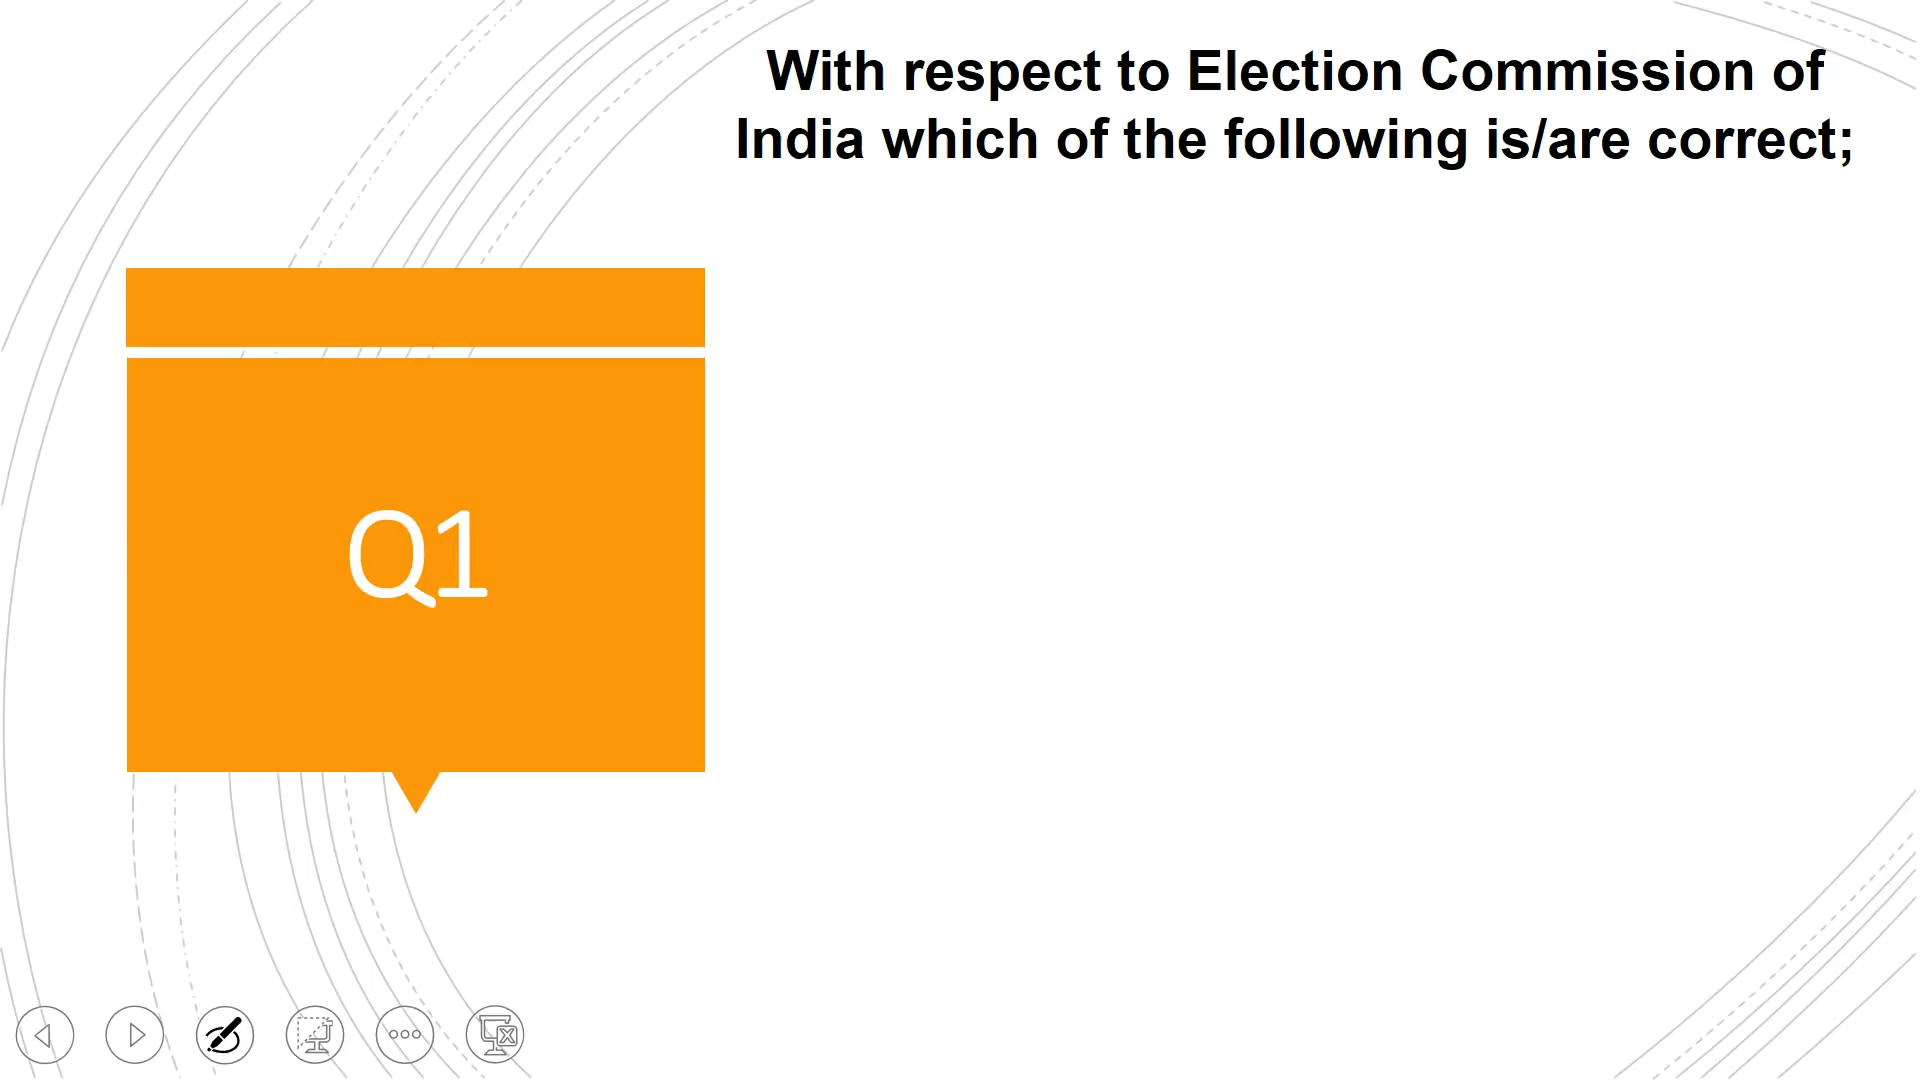 With respect to Election Commission of
India which of the following is/are correct;
Q1